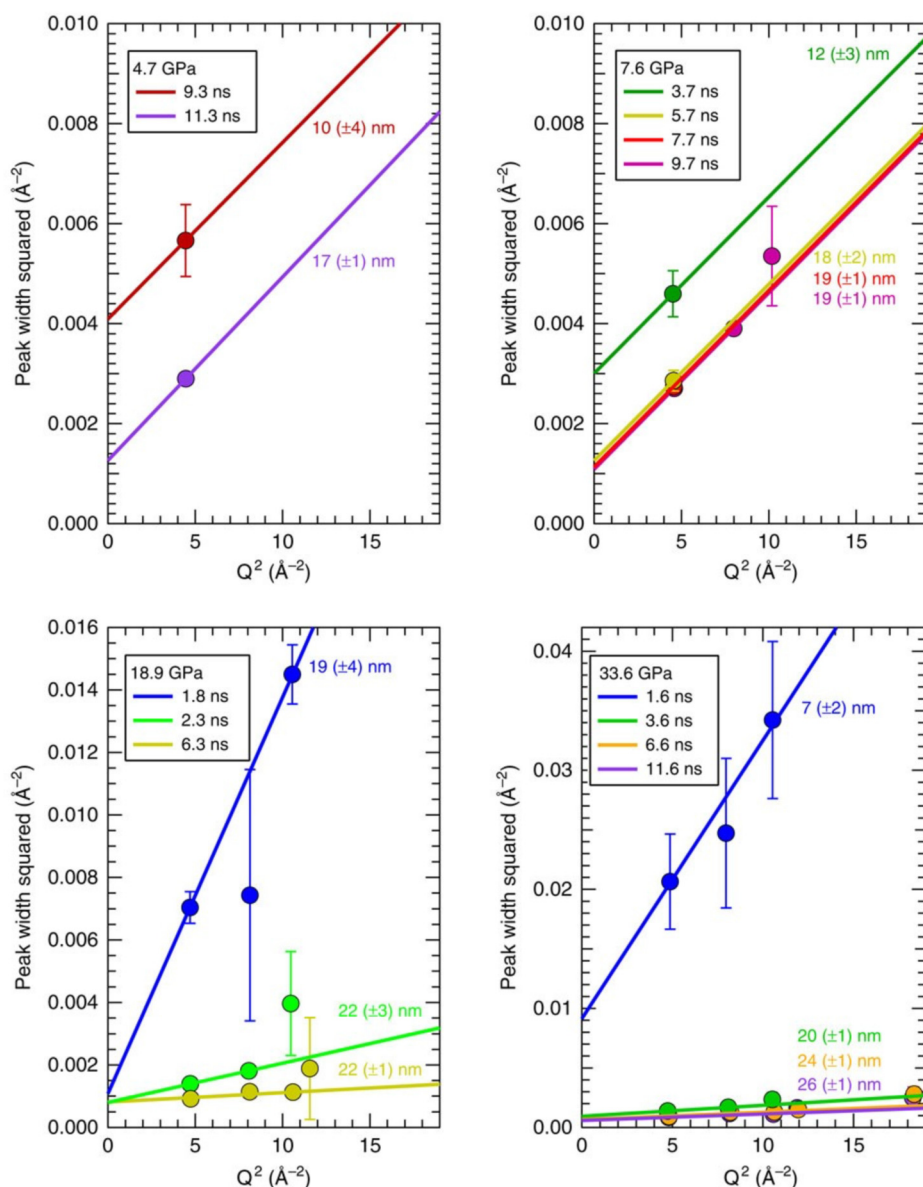 0.010
0.008
0.006
0.004
0.002
0.000
Peak width squared (Å⁻²)
4.7 GPa
9.3 ns
11.3 ns
10 (±4) nm
17 (±1) nm
0
5
10
15
Q² (Å⁻²)
0.010
0.008
0.006
0.004
0.002
0.000
Peak width squared (Å⁻²)
7.6 GPa
3.7 ns
5.7 ns
7.7 ns
9.7 ns
12 (±3) nm
18 (±2) nm
19 (±1) nm
19 (±1) nm
0
5
10
15
Q² (Å⁻²)
0.016
0.014
0.012
0.010
0.008
0.006
0.004
0.002
0.000
Peak width squared (Å⁻²)
18.9 GPa
1.8 ns
2.3 ns
6.3 ns
19 (±4) nm
22 (±3) nm
22 (±1) nm
0
5
10
15
Q² (Å⁻²)
0.04
0.03
0.02
0.01
0.00
Peak width squared (Å⁻²)
33.6 GPa
1.6 ns
3.6 ns
6.6 ns
11.6 ns
7 (±2) nm
20 (±1) nm
24 (±1) nm
26 (±1) nm
0
5
10
15
Q² (Å⁻²)